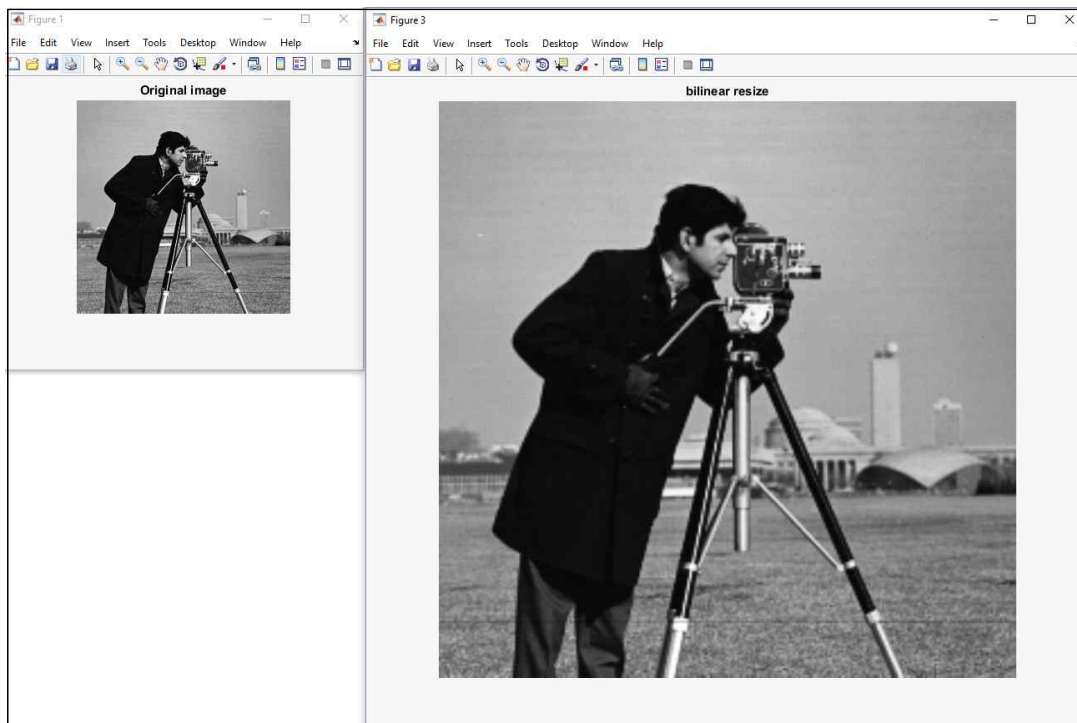 Figure 1
File Edit View Insert Tools Desktop Window Help
Original image
Figure 3
File Edit View Insert Tools Desktop Window Help
bilinear resize